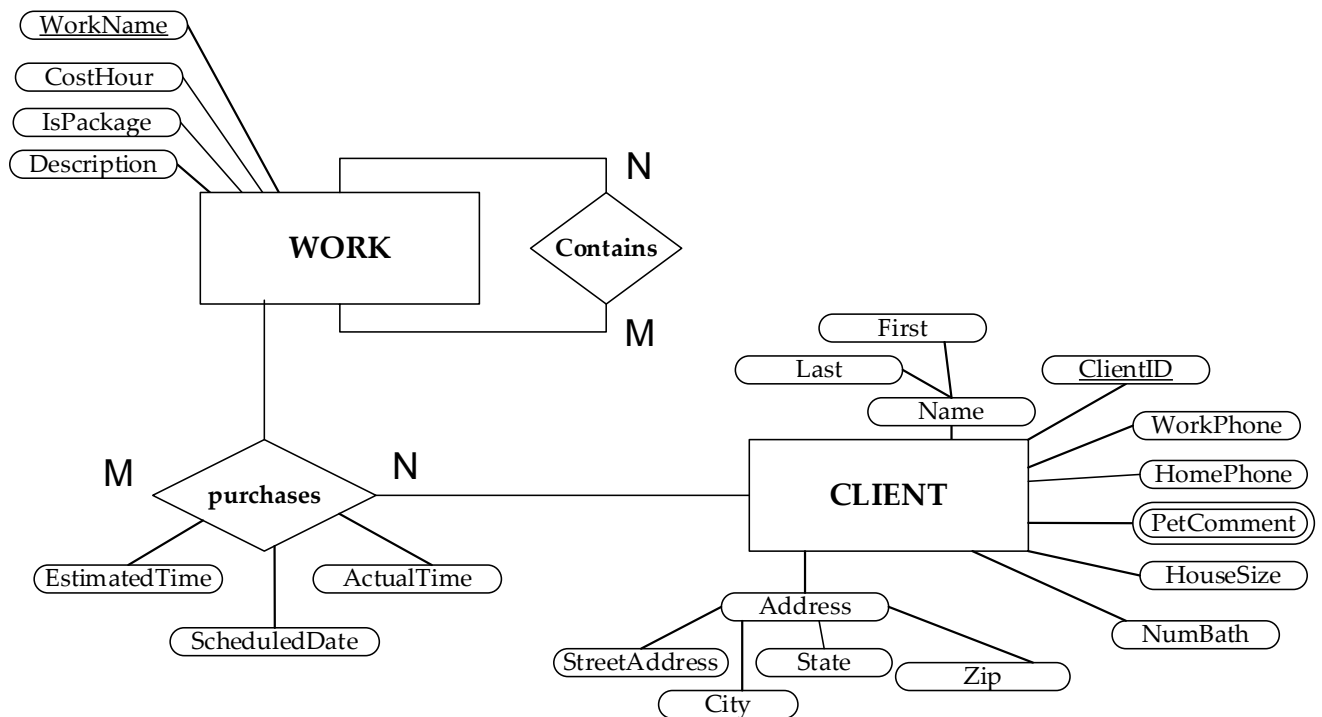 WorkName
CostHour
IsPackage
Description
N
WORK
Contains
M
First
Last
ClientID
Name
WorkPhone
M
N
HomePhone
purchases
CLIENT
PetComment
EstimatedTime
ActualTime
HouseSize
Address
ScheduledDate
NumBath
StreetAddress
State
Zip
City